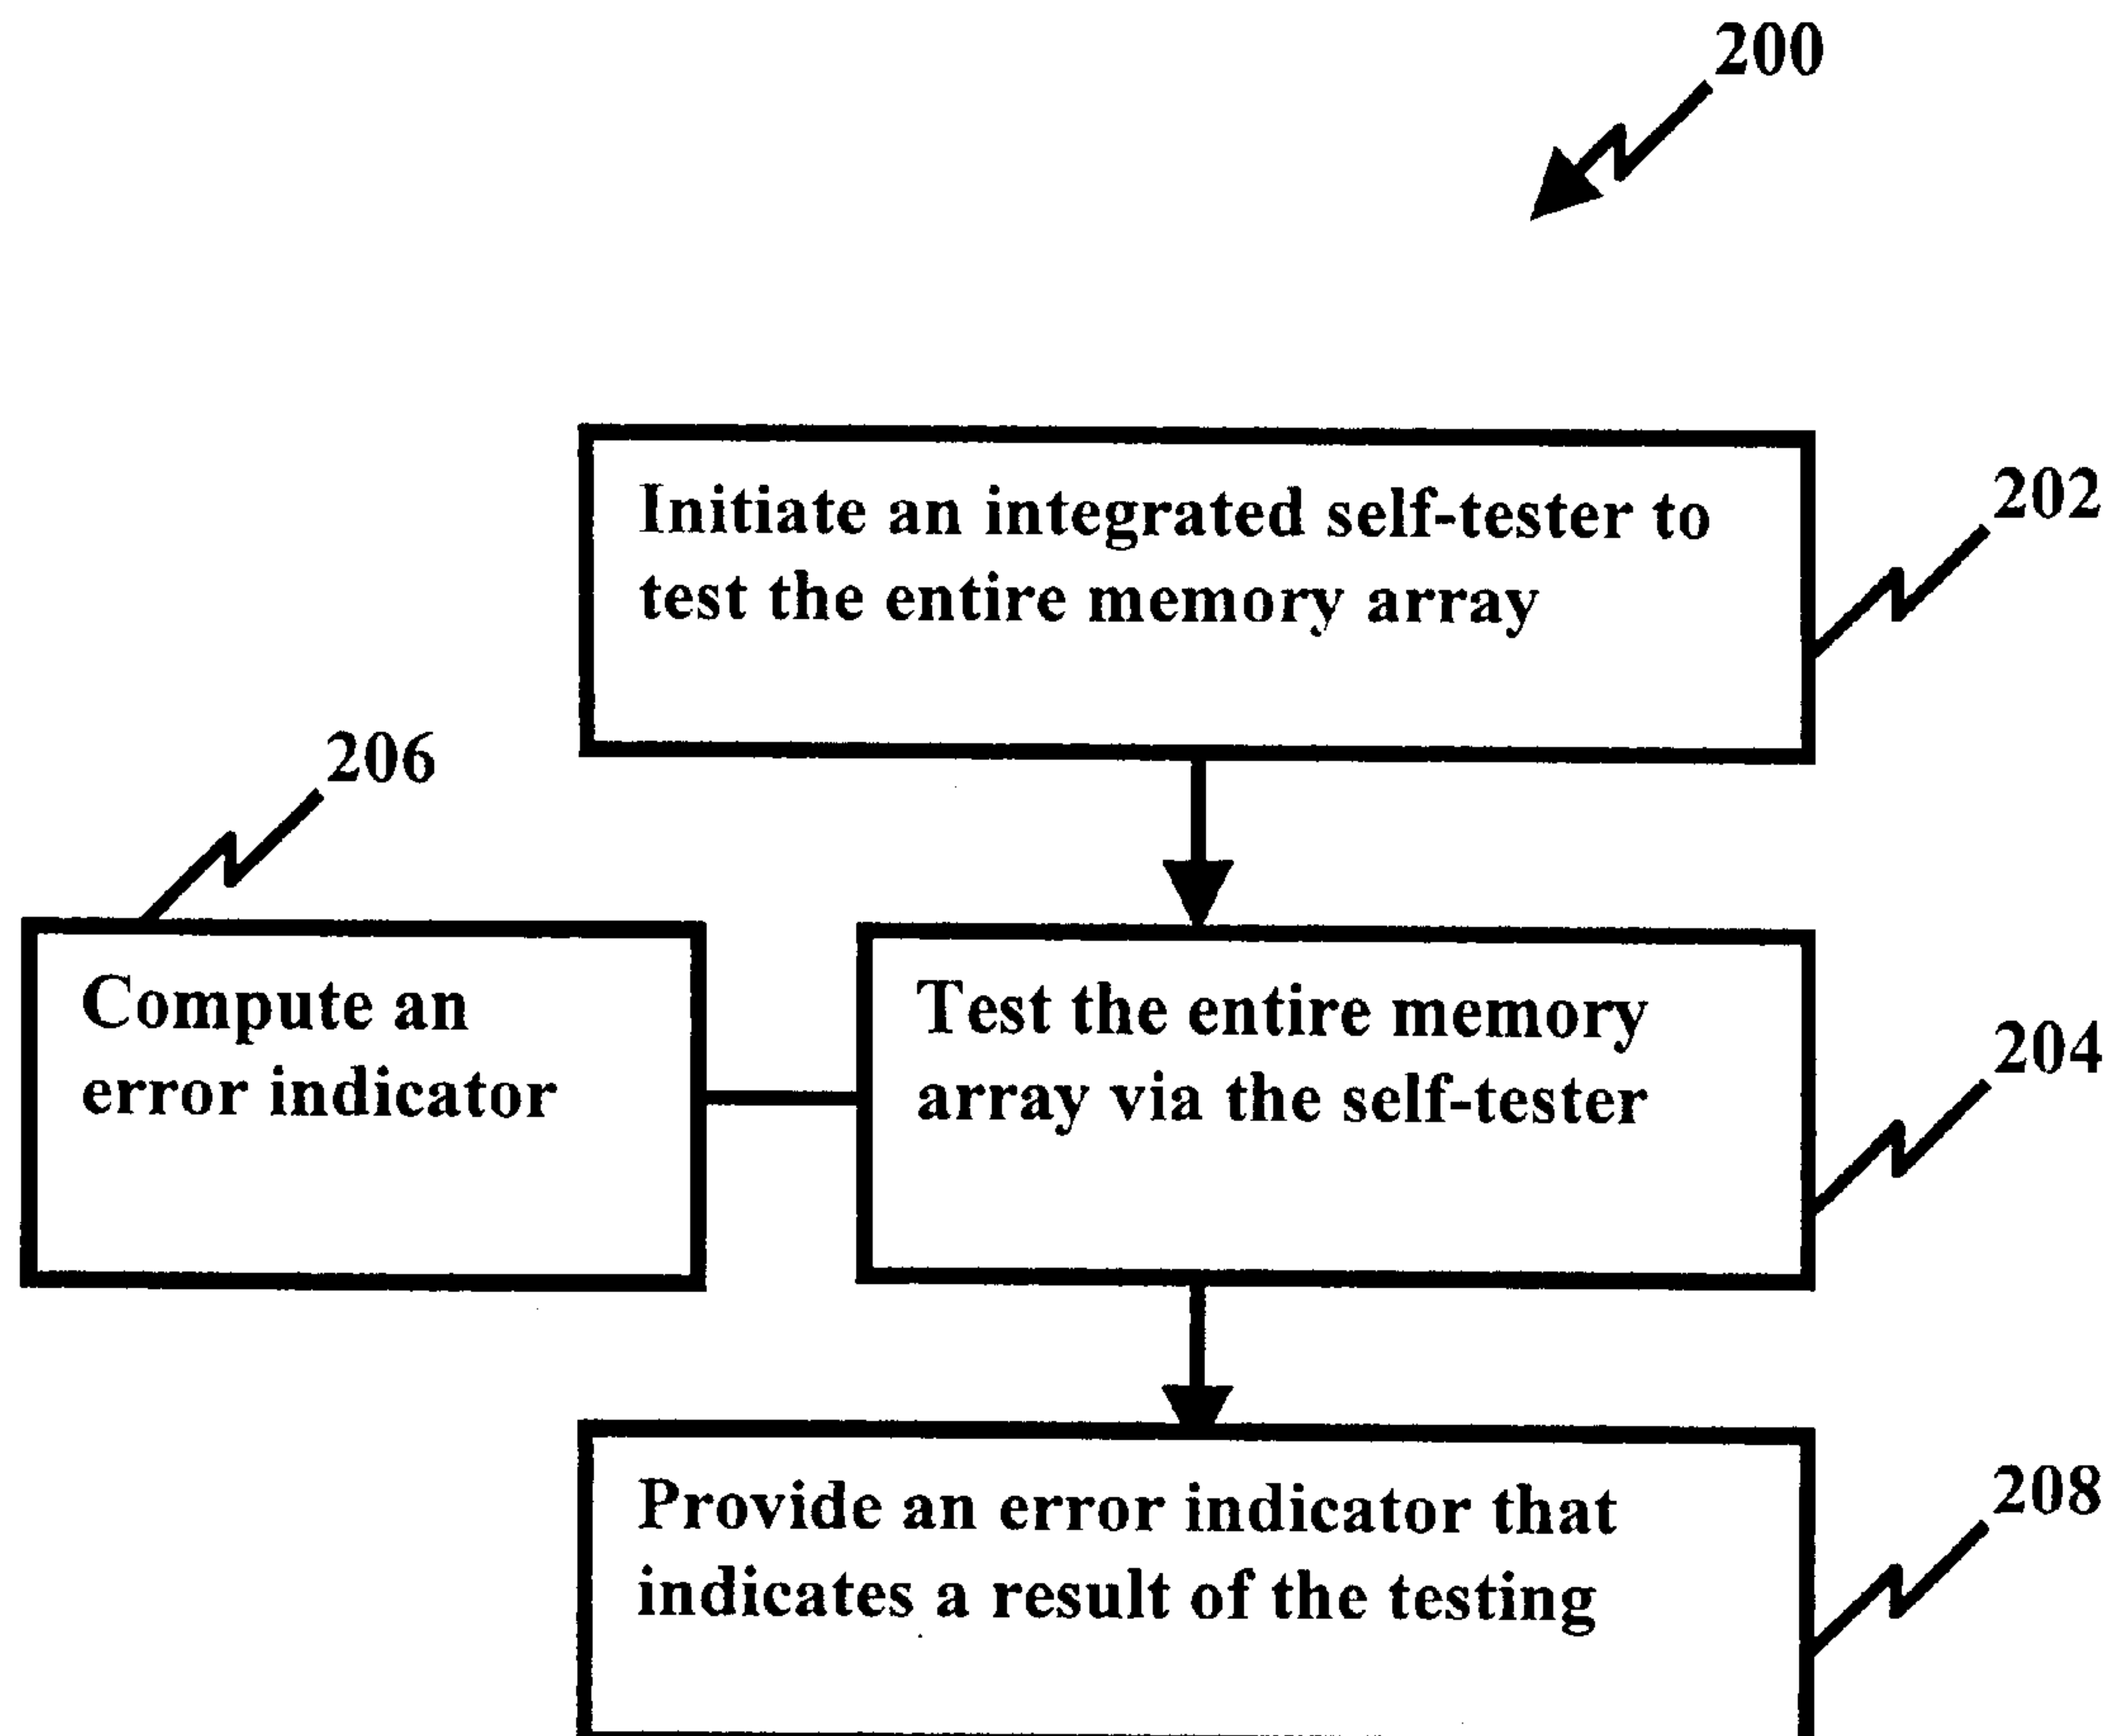 200
Initiate an integrated self-tester to
test the entire memory array
202
206
Compute an
error indicator
Test the entire memory
array via the self-tester
204
Provide an error indicator that
indicates a result of the testing
208